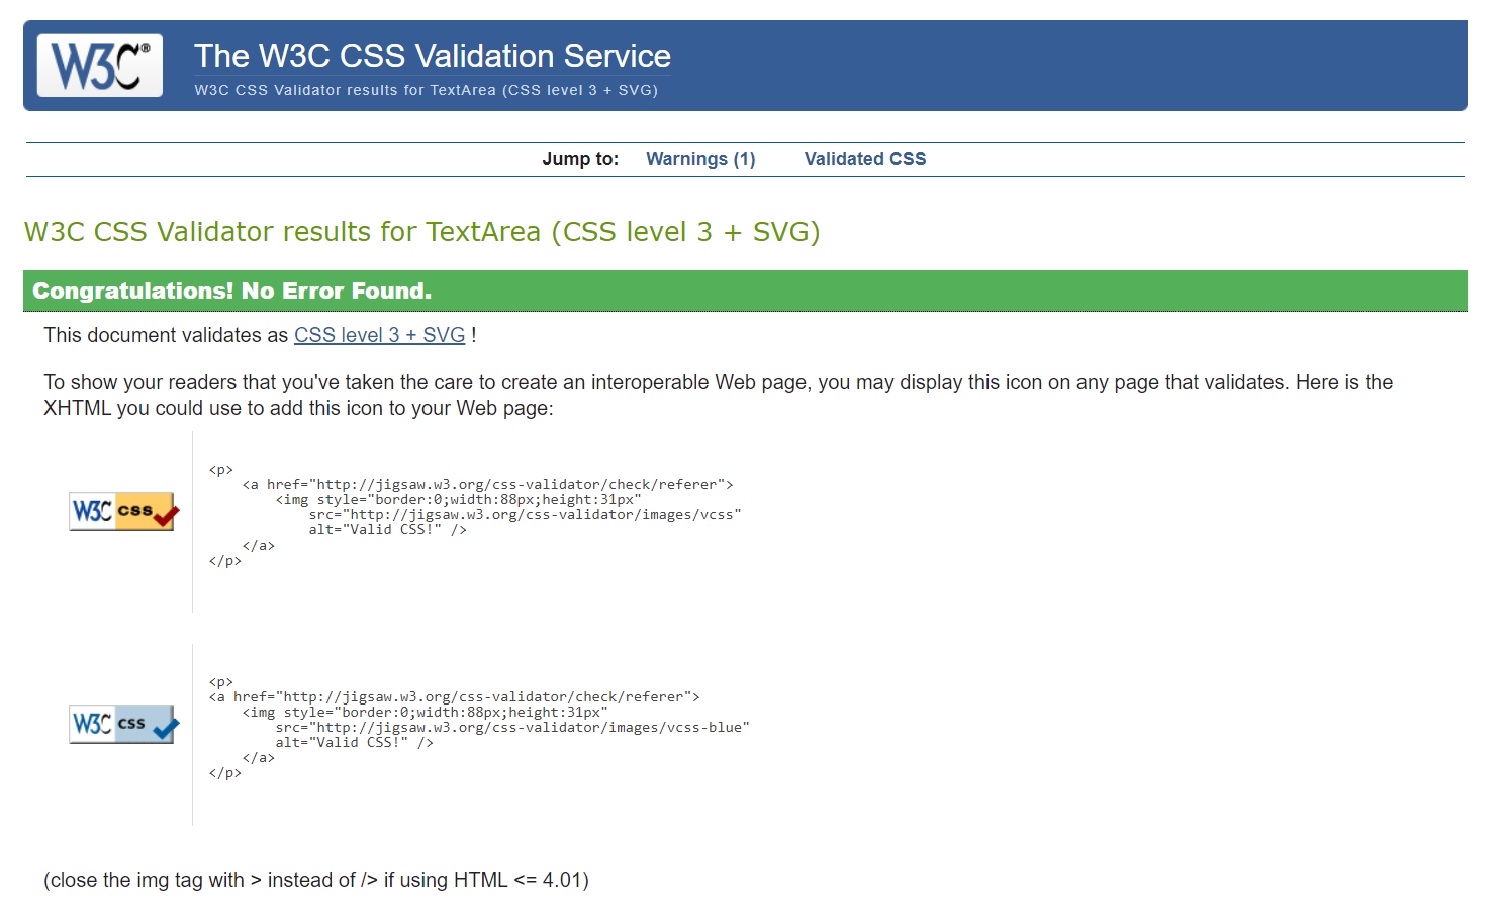 W3C®
The W3C CSS Validation Service
W3C CSS Validator results for TextArea (CSS level 3 + SVG)
Jump to: Warnings (1) Validated CSS
W3C CSS Validator results for TextArea (CSS level 3 + SVG)
Congratulations! No Error Found.
This document validates as CSS level 3 + SVG !
To show your readers that you've taken the care to create an interoperable Web page, you may display this icon on any page that validates. Here is the
XHTML you could use to add this icon to your Web page:
W3C css
<p>
    <a href="http://jigsaw.w3.org/css-validator/check/referer">
        <img style="border:0;width:88px;height:31px"
            src="http://jigsaw.w3.org/css-validator/images/vcss"
            alt="Valid CSS!" />
    </a>
</p>
W3C css
<p>
<a href="http://jigsaw.w3.org/css-validator/check/referer">
    <img style="border:0;width:88px;height:31px"
        src="http://jigsaw.w3.org/css-validator/images/vcss-blue"
        alt="Valid CSS!" />
    </a>
</p>
(close the img tag with > instead of /> if using HTML <= 4.01)